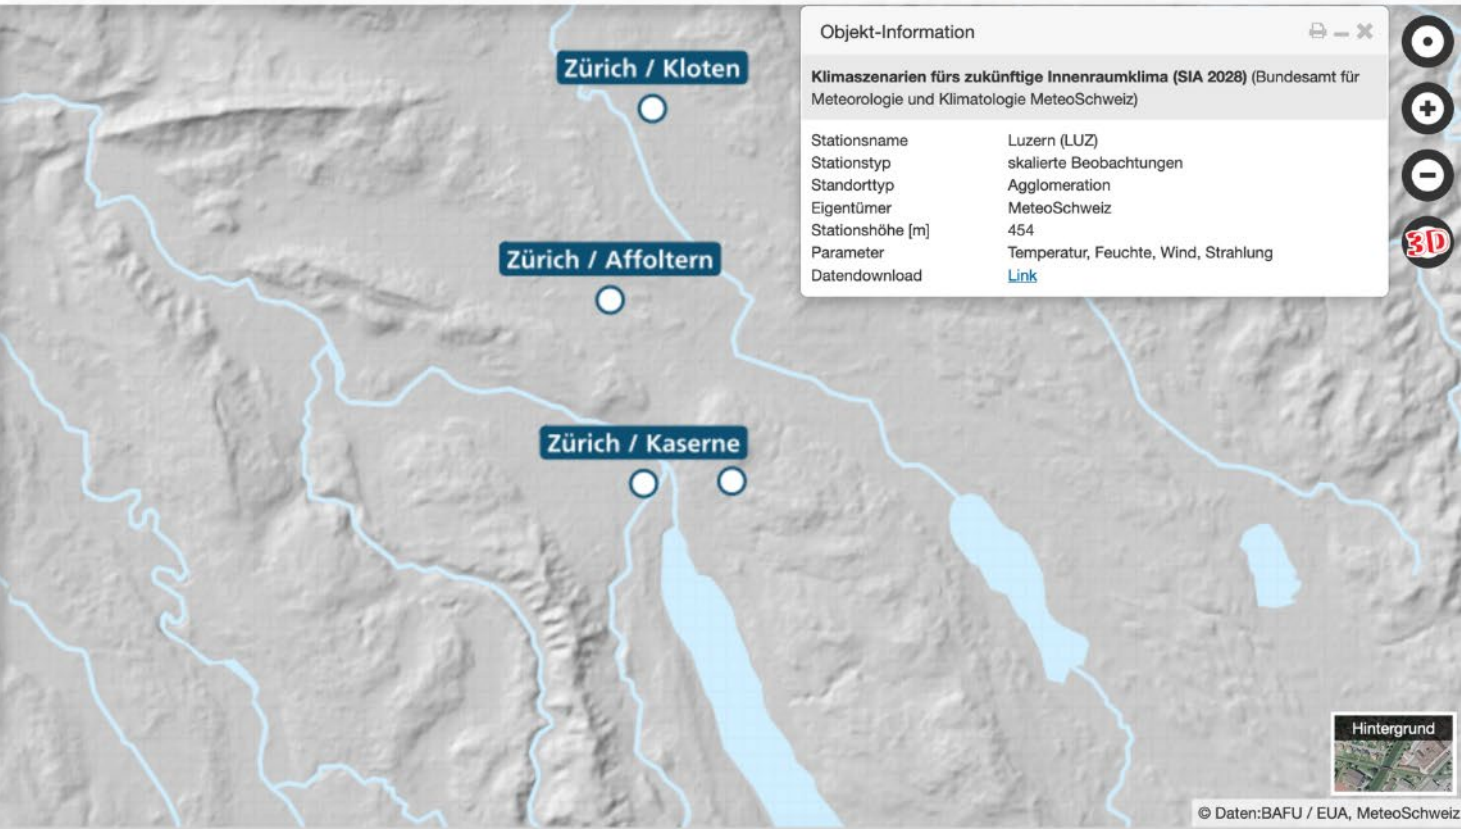 Zürich / Kloten
Zürich / Affoltern
Zürich / Kaserne
Objekt-Information
Klimaszenarien fürs zukünftige Innenraumklima (SIA 2028) (Bundesamt für
Meteorologie und Klimatologie MeteoSchweiz)
Stationsname Luzern (LUZ)
Stationstyp skalierte Beobachtungen
Standorttyp Agglomeration
Eigentümer MeteoSchweiz
Stationshöhe [m] 454
Parameter Temperatur, Feuchte, Wind, Strahlung
Datendownload Link
3D
Hintergrund
© Daten:BAFU / EUA, MeteoSchweiz